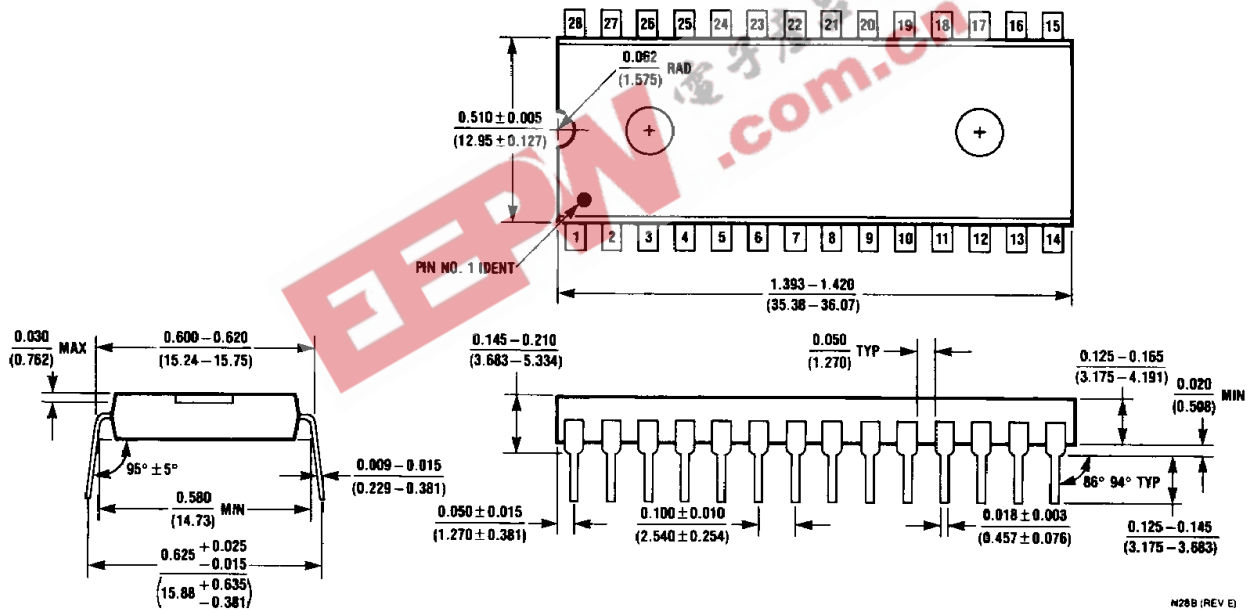 28 27 26 25 24 23 22 21 20 19 18 17 16 15
0.062
(1.575)
RAD
0.510 ± 0.005
(12.95 ± 0.127)
1 2 3 4 5 6 7 8 9 10 11 12 13 14
PIN NO. 1 IDENT
1.393 – 1.420
(35.38 – 36.07)
EEPW
.com.cn
電子產
0.030
(0.762)
MAX
0.600 – 0.620
(15.24 – 15.75)
95° ± 5°
0.580
(14.73)
MIN
0.009 – 0.015
(0.229 – 0.381)
0.625 + 0.025
– 0.015
(15.88 + 0.635
– 0.381)
0.145 – 0.210
(3.683 – 5.334)
0.050
(1.270)
TYP
0.125 – 0.165
(3.175 – 4.191)
0.020
(0.508)
MIN
86° 94° TYP
0.050 ± 0.015
(1.270 ± 0.381)
0.100 ± 0.010
(2.540 ± 0.254)
0.018 ± 0.003
(0.457 ± 0.076)
0.125 – 0.145
(3.175 – 3.683)
N28B (REV E)